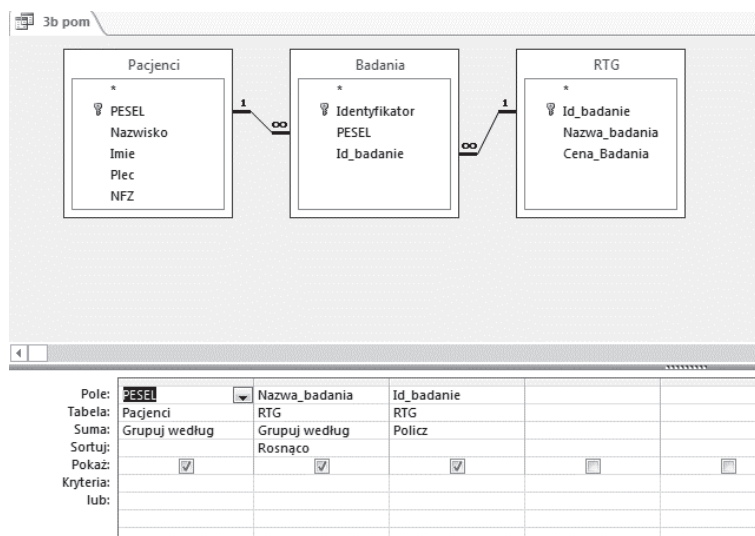 3b pom
Pacjenci
*
PESEL
Nazwisko
Imie
Plec
NFZ
1
∞
Badania
*
Identyfikator
PESEL
Id_badanie
∞
1
RTG
*
Id_badanie
Nazwa_badania
Cena_Badania
Pole: PESEL Nazwa_badania Id_badanie
Tabela: Pacjenci RTG RTG
Suma: Grupuj według Grupuj według Policz
Sortuj: Rosnąco
Pokaż:
Kryteria:
lub: